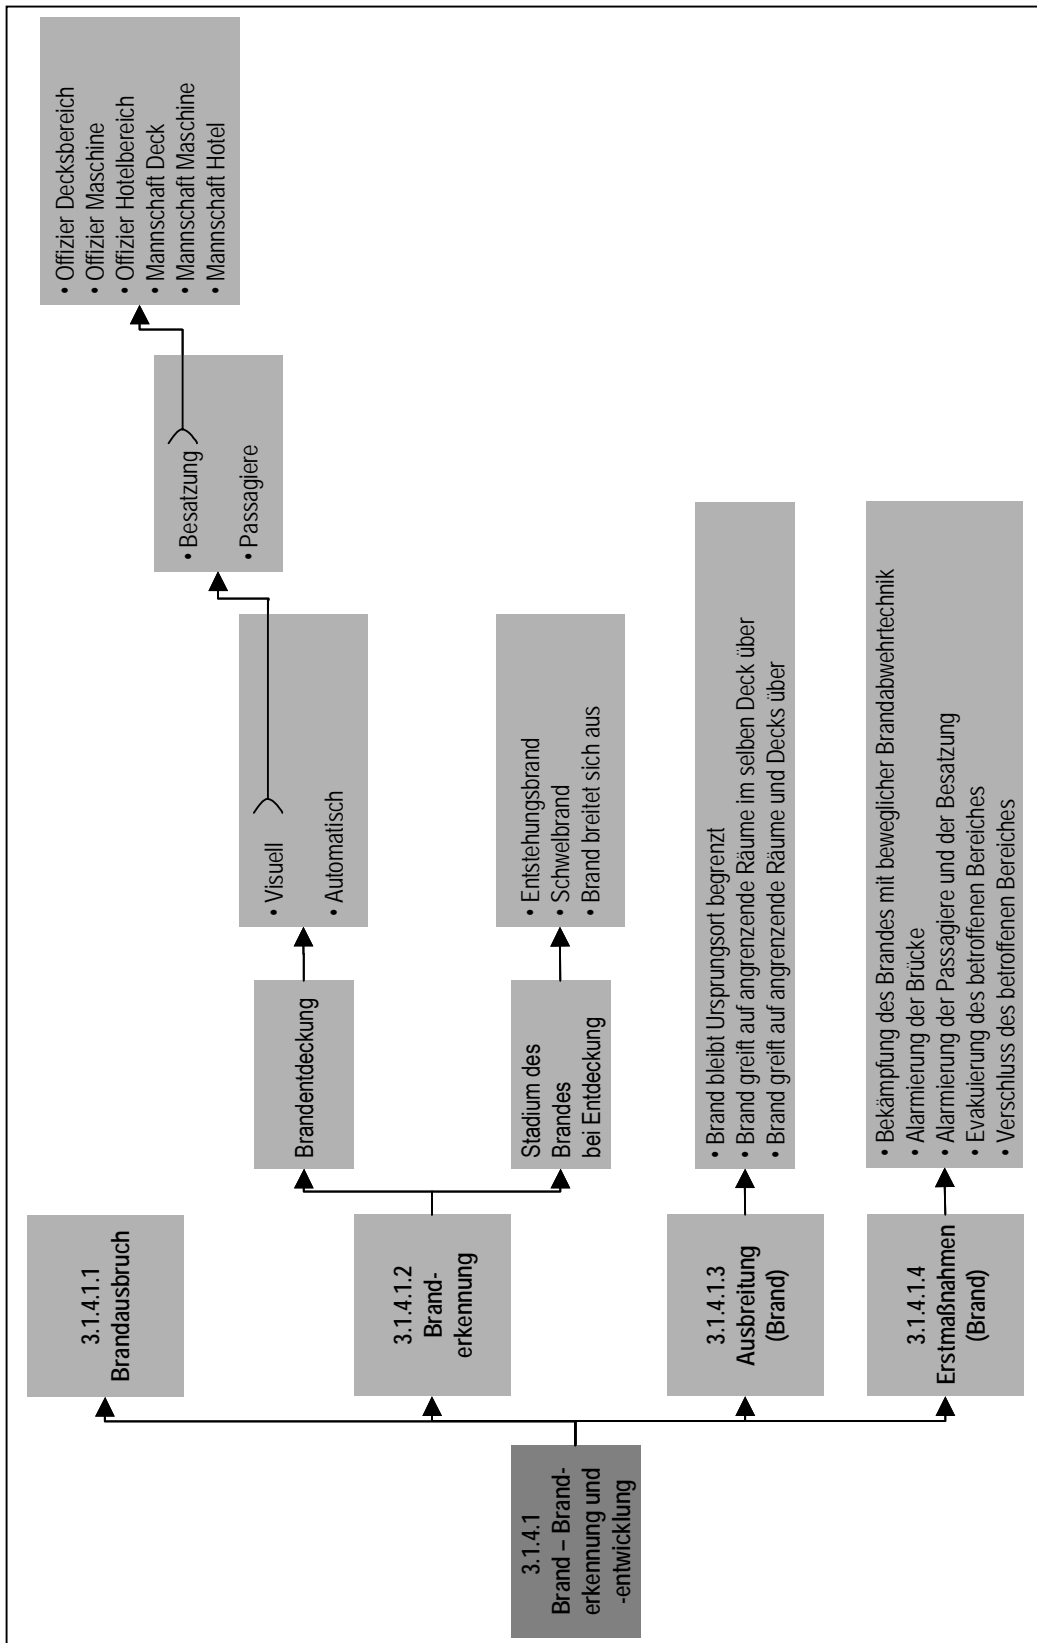 3.1.4.1
Brand – Brand-
erkennung und
-entwicklung
3.1.4.1.1
Brandausbruch
3.1.4.1.2
Brand-
erkennung
Brandentdeckung
• Visuell
• Automatisch
• Besatzung
• Passagiere
• Offizier Decksbereich
• Offizier Maschine
• Offizier Hotelbereich
• Mannschaft Deck
• Mannschaft Maschine
• Mannschaft Hotel
Stadium des
Brandes
bei Entdeckung
• Entstehungsbrand
• Schwelbrand
• Brand breitet sich aus
3.1.4.1.3
Ausbreitung
(Brand)
• Brand bleibt Ursprungsort begrenzt
• Brand greift auf angrenzende Räume im selben Deck über
• Brand greift auf angrenzende Räume und Decks über
3.1.4.1.4
Erstmaßnahmen
(Brand)
• Bekämpfung des Brandes mit beweglicher Brandabwehrtechnik
• Alarmierung der Brücke
• Alarmierung der Passagiere und der Besatzung
• Evakuierung des betroffenen Bereiches
• Verschluss des betroffenen Bereiches